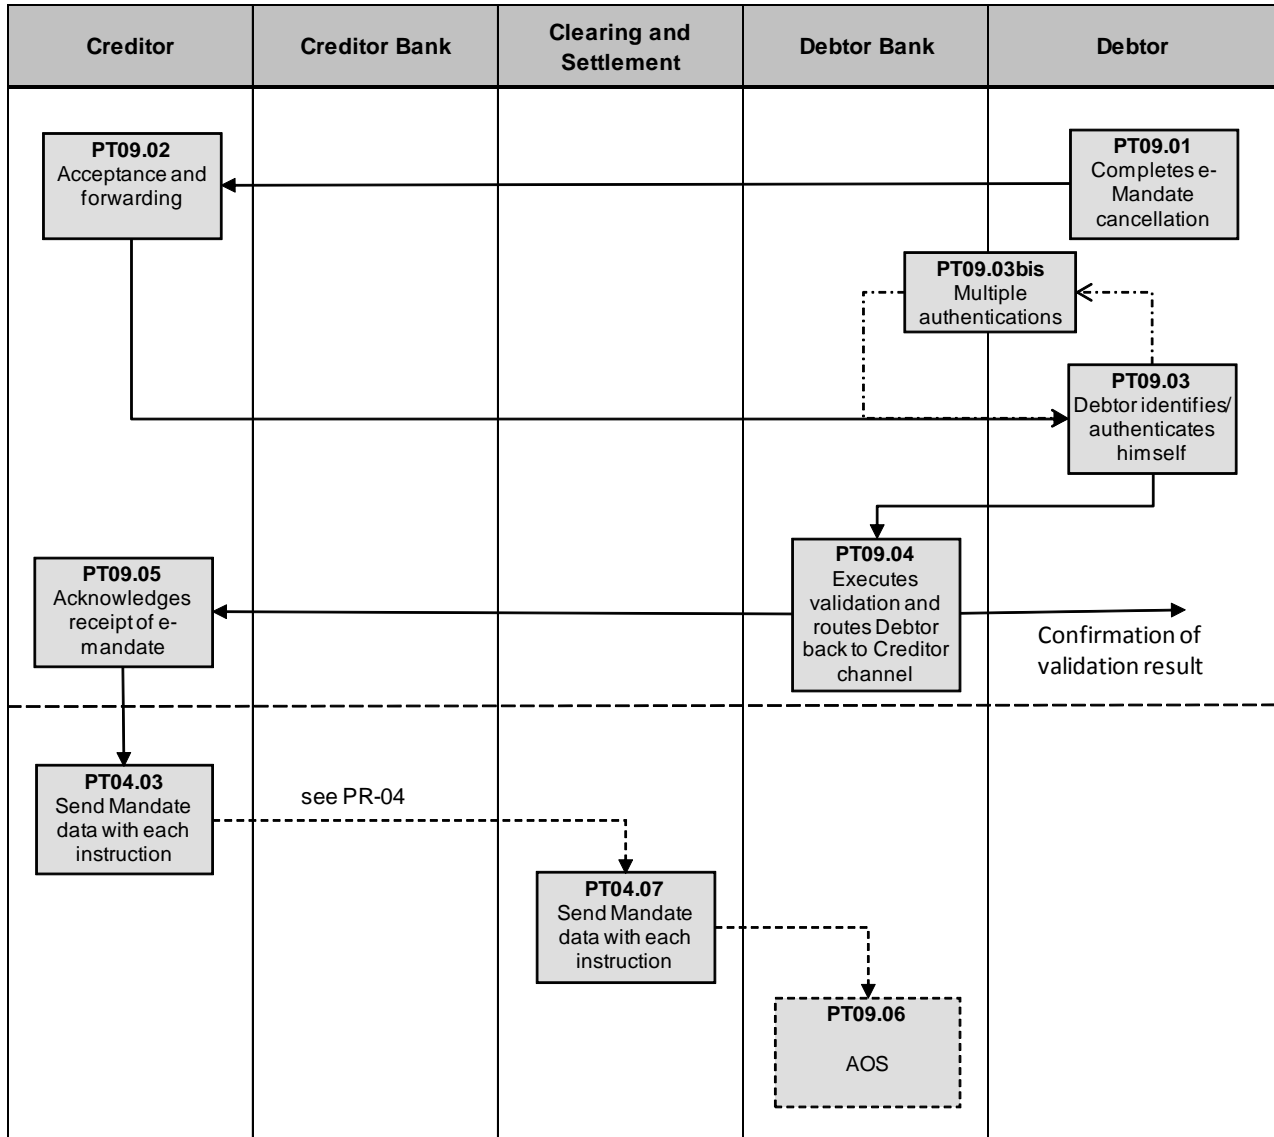 Creditor
Creditor Bank
Clearing and
Settlement
Debtor Bank
Debtor
PT09.02
Acceptance and
forwarding
PT09.01
Completes e-
Mandate
cancellation
PT09.03bis
Multiple
authentications
PT09.03
Debtor identifies/
authenticates
himself
PT09.05
Acknowledges
receipt of e-
mandate
PT09.04
Executes
validation and
routes Debtor
back to Creditor
channel
Confirmation of
validation result
PT04.03
Send Mandate
data with each
instruction
see PR-04
PT04.07
Send Mandate
data with each
instruction
PT09.06
AOS